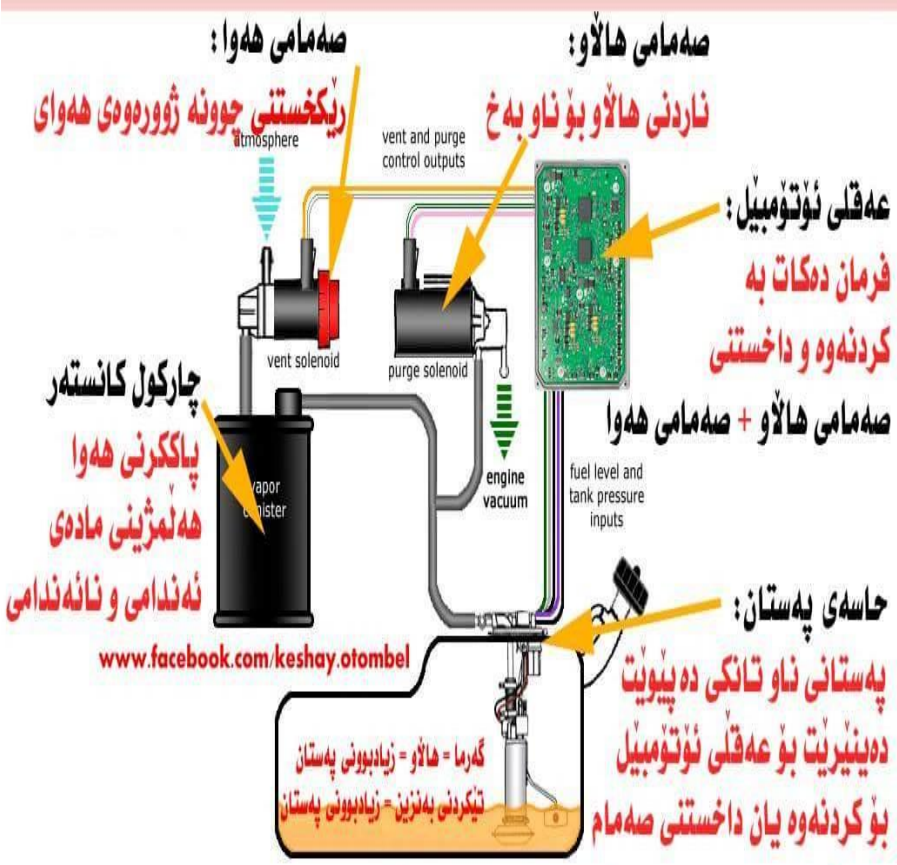 صەمامی هەوا :
رێکخستنی چوونە ژوورەوەی هەوای
صەمامی هاڵاو :
ناردنی هاڵاو بۆ ناو بەخ
atmosphere
vent and purge
control outputs
عەقڵی ئۆتۆمبێل :
فرمان دەکات بە
کردنەوە و داخستنی
صەمامی هاڵاو + صەمامی هەوا
vent solenoid
purge solenoid
چارکول کانستەر
پاککرنی هەوا
هەڵمژینی مادەی
ئەندامی و نائەندامی
vapor
engine
vacuum
fuel level and
tank pressure
inputs
www.facebook.com/keshay.otombel
حاسەی پەستان :
پەستانی ناو تانکی دە پێوێت
دەینێرێت بۆ عەقڵی ئۆتۆمبێل
بۆ کردنەوە یان داخستنی صەمام
گەرما = هاڵاو = زیادبوونی پەستان
تێکردنی بەنزین = زیادبوونی پەستان